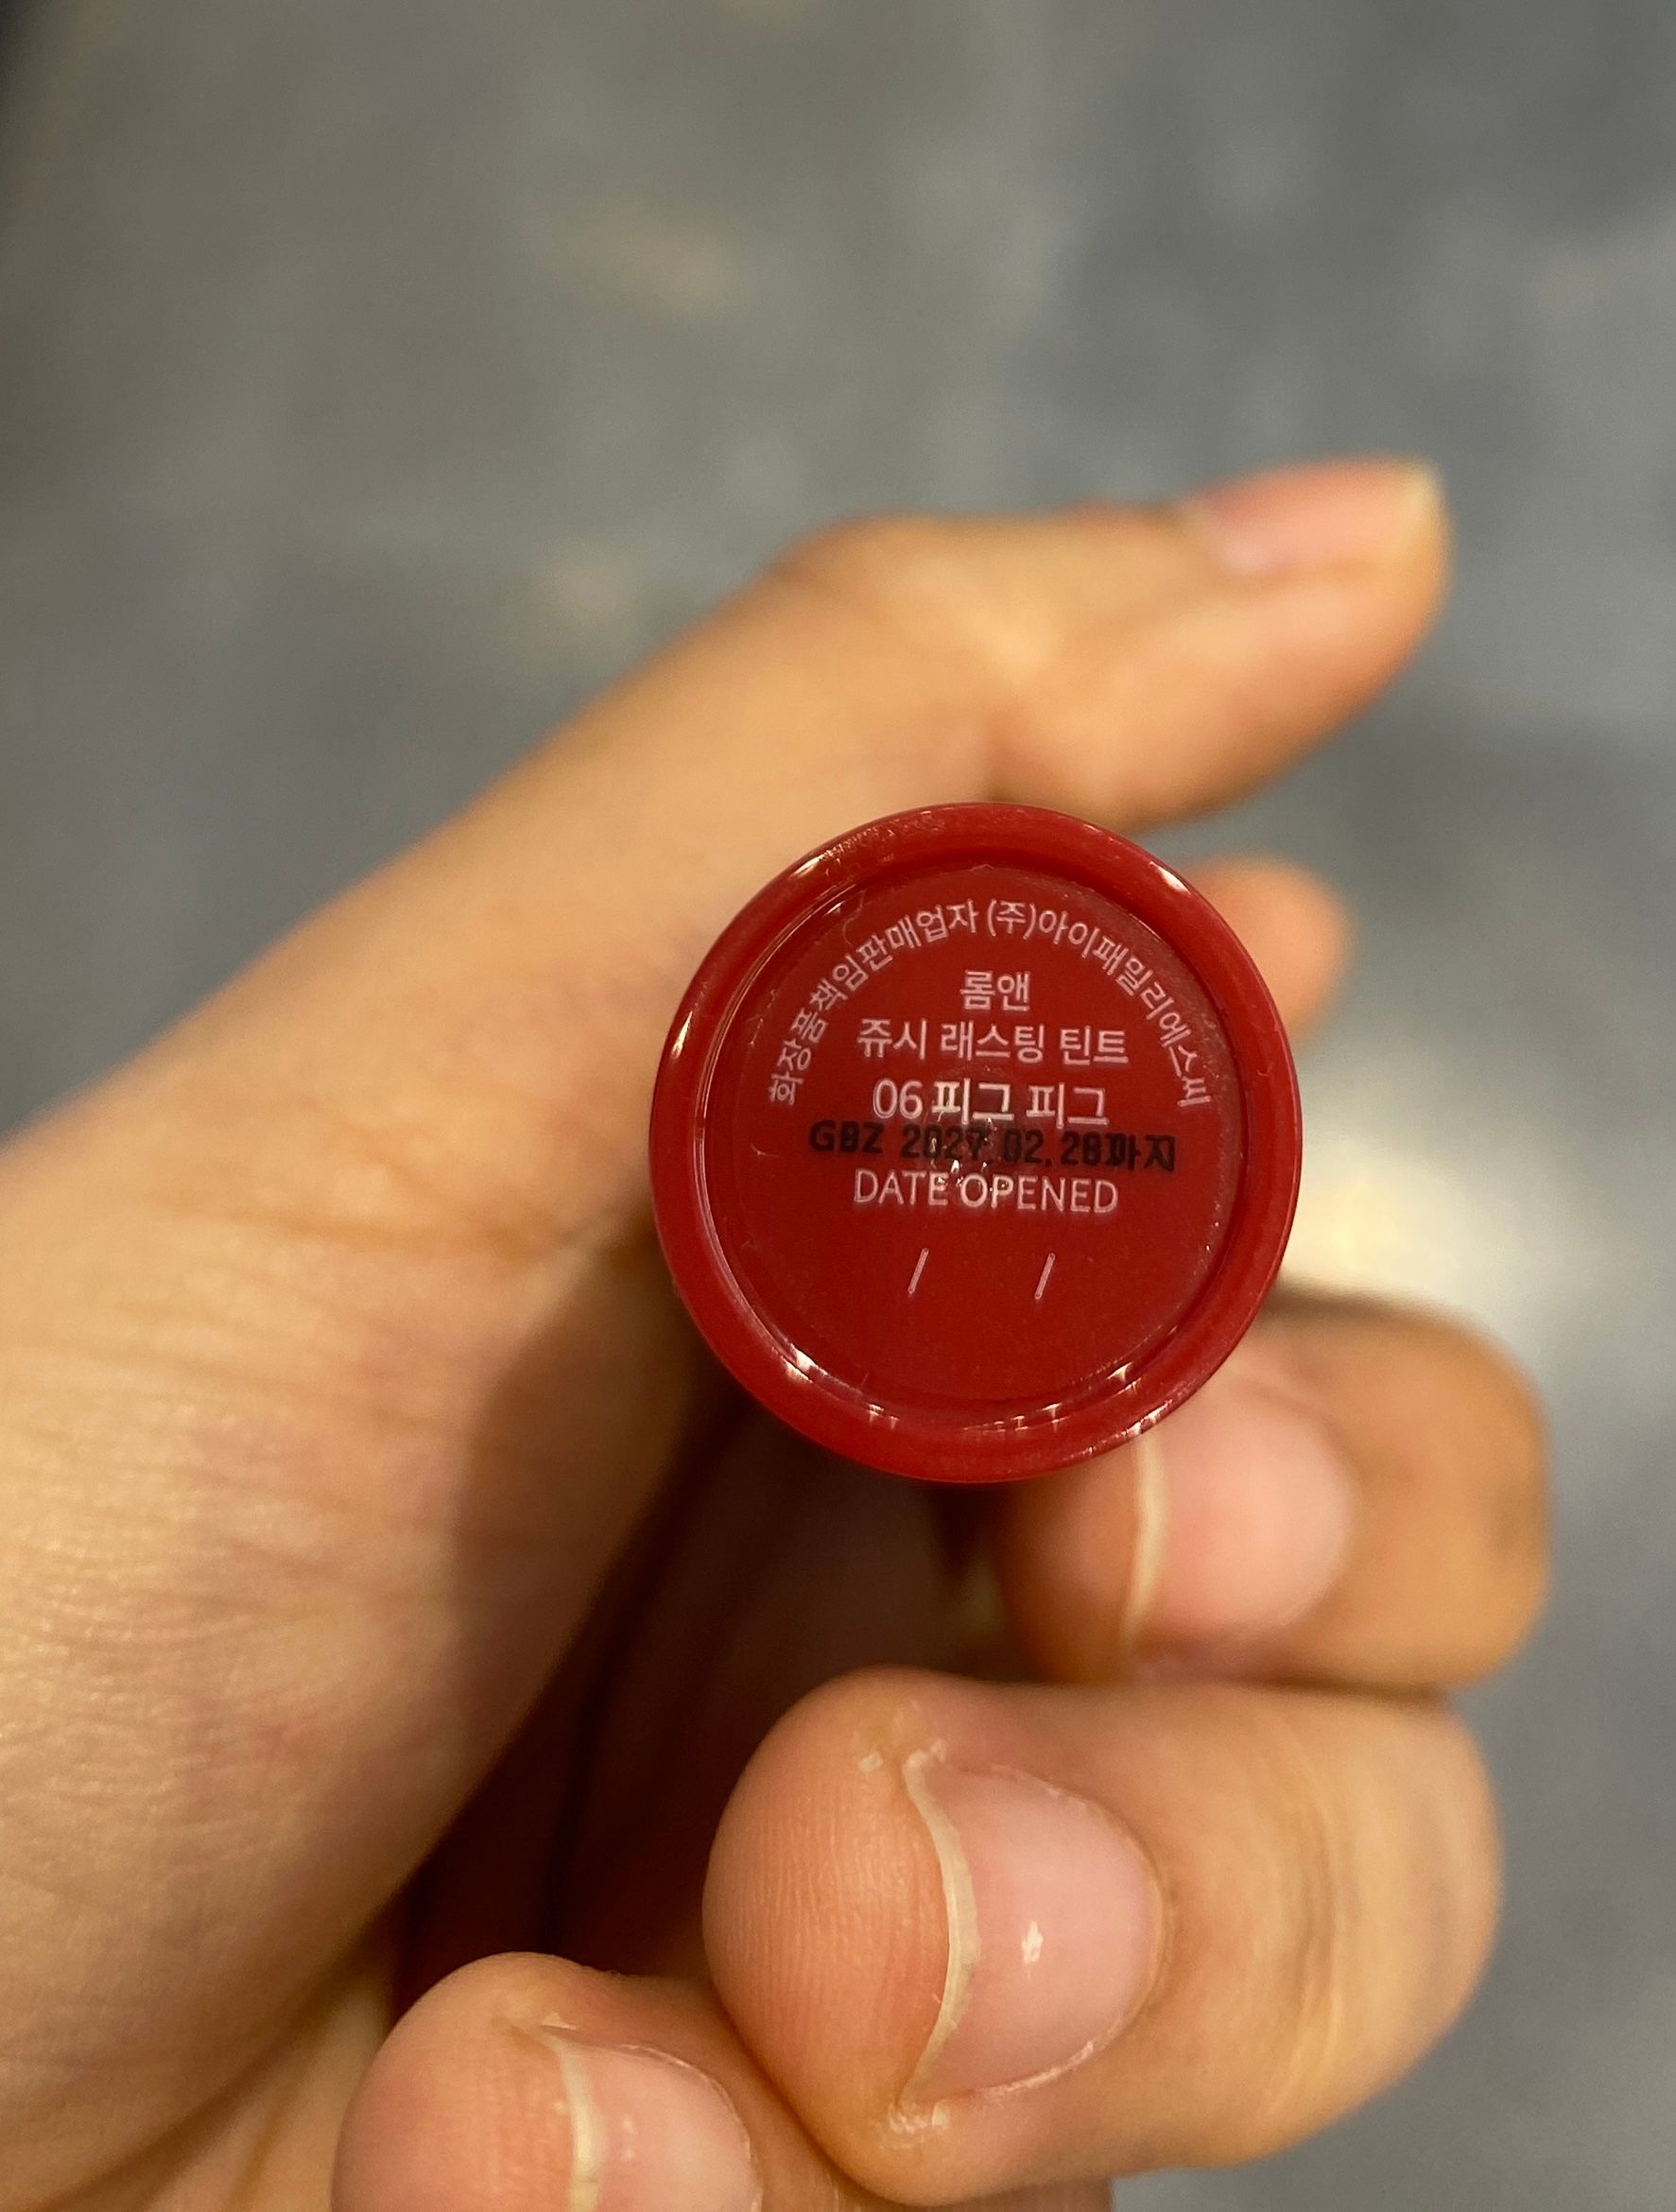 화장품책임판매업자 (주)아이패밀리에스씨
롬앤
쥬시 래스팅 틴트
06 피그 피그
GBZ 2027.02.28까지
DATE OPENED
/ /